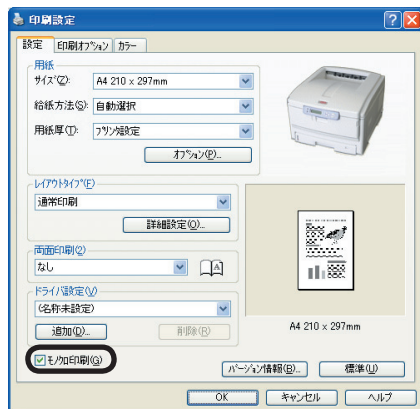 印刷設定
設定 印刷オプション カラー
用紙
サイズ(Z): A4 210 x 297mm
給紙方法(S): 自動選択
用紙厚(T): プリンタ設定
オプション(P)...
レイアウトタイプ(F)
通常印刷
詳細設定(O)...
両面印刷(2)
なし
A
ドライバ設定(V)
(名称未設定)
追加(D)... 削除(R)
A4 210 x 297mm
モノクロ印刷(G)
バージョン情報(B)... 標準(U)
OK キャンセル ヘルプ